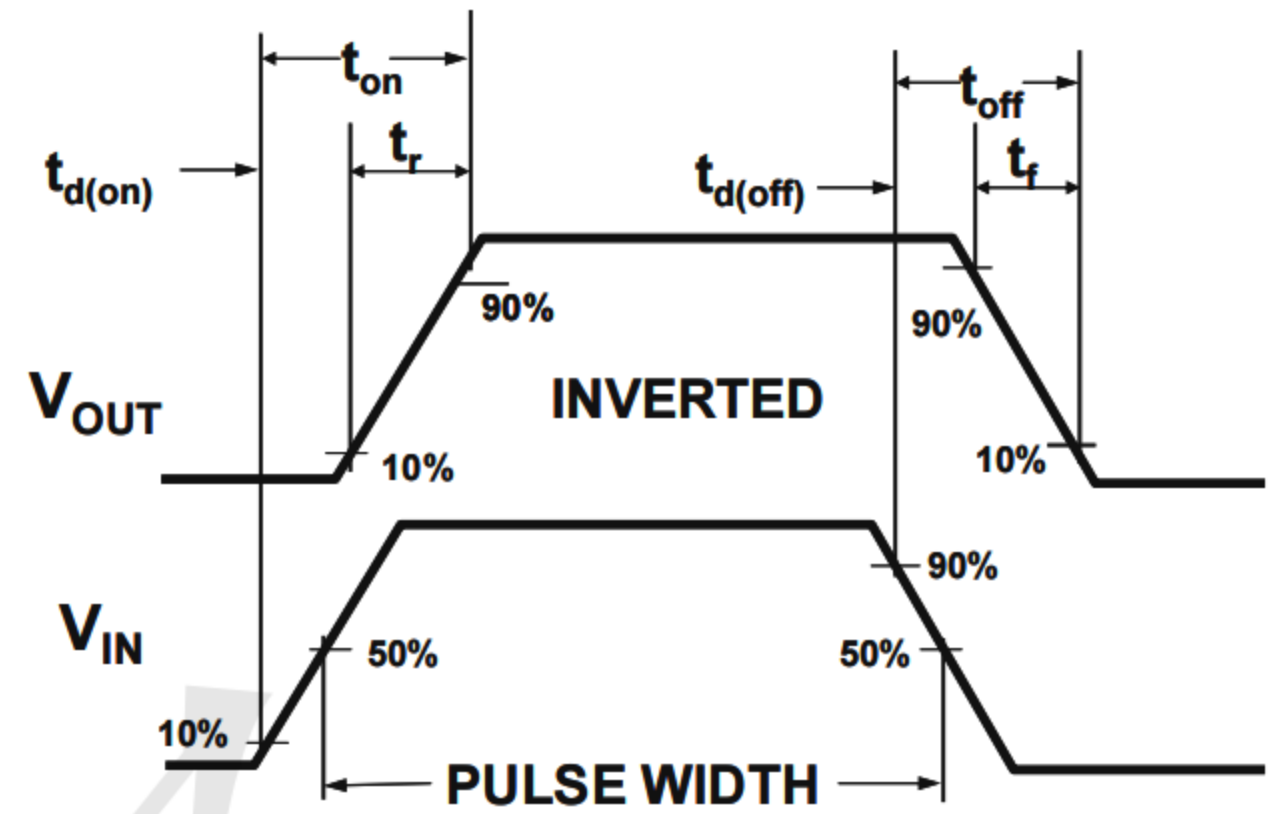 t_on
t_off
t_d(on)
t_r
t_d(off)
t_f
90%
90%
V_OUT
INVERTED
10%
10%
90%
V_IN
50%
50%
10%
PULSE WIDTH